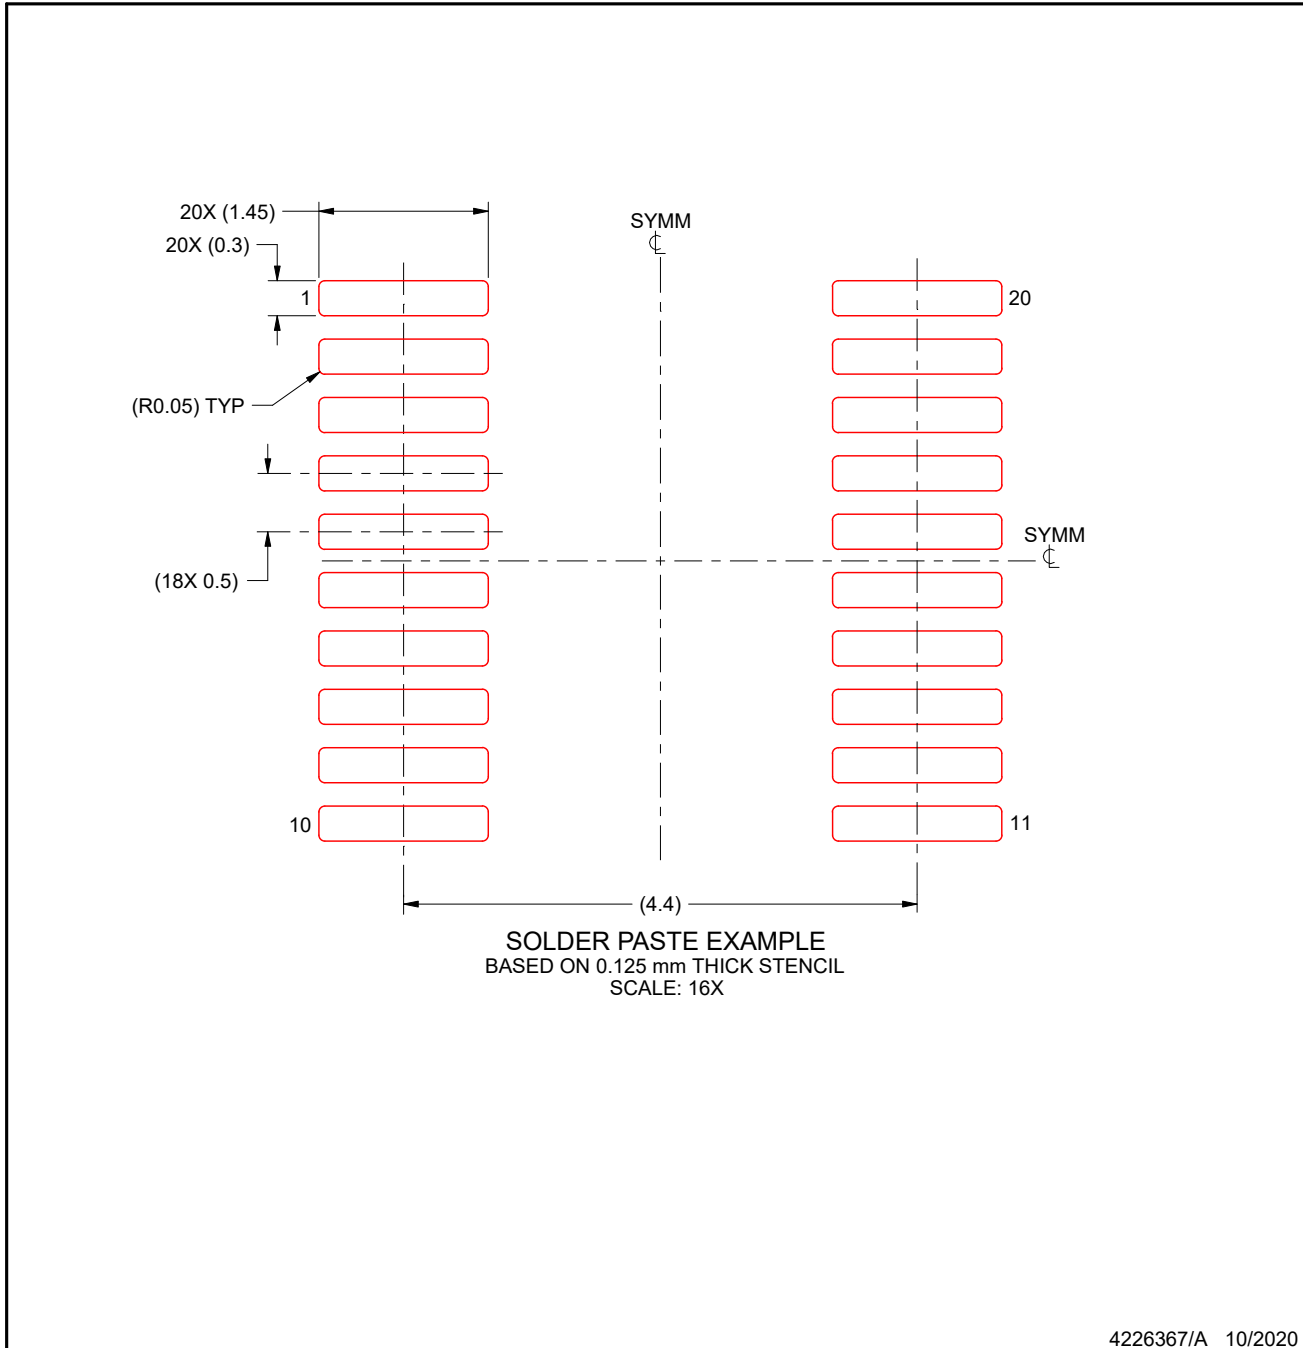 20X (1.45)
SYMM
20X (0.3)
1
20
(R0.05) TYP
SYMM
(18X 0.5)
10
11
(4.4)
SOLDER PASTE EXAMPLE
BASED ON 0.125 mm THICK STENCIL
SCALE: 16X
4226367/A 10/2020